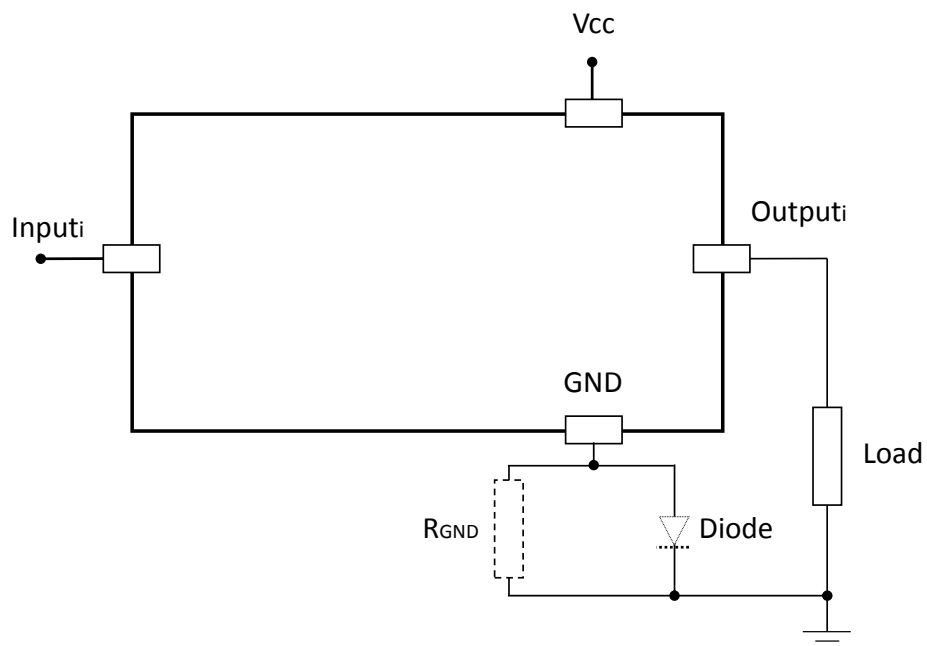 Vcc
Inputi
Outputi
GND
Load
RGND
Diode